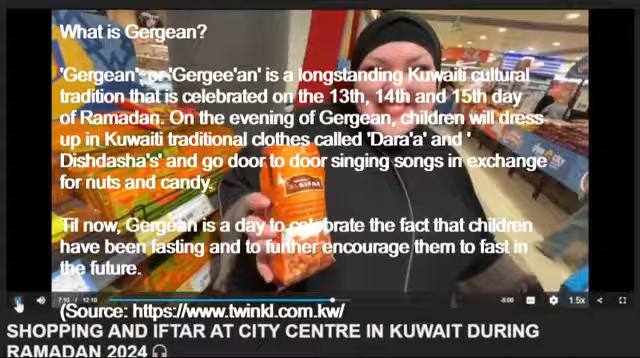 What is Gergean?
'Gergean', or 'Gergee'an' is a longstanding Kuwaiti cultural
tradition that is celebrated on the 13th, 14th and 15th day
of Ramadan. On the evening of Gergean, children will dress
up in Kuwaiti traditional clothes called 'Dara'a' and '
Dishdasha's' and go door to door singing songs in exchange
for nuts and candy.
Til now, Gergean is a day to celebrate the fact that children
have been fasting and to further encourage them to fast in
the future.
(Source: https://www.twinkl.com.kw/
7:10 / 12:10
-5:00
1.5x
SHOPPING AND IFTAR AT CITY CENTRE IN KUWAIT DURING
RAMADAN 2024